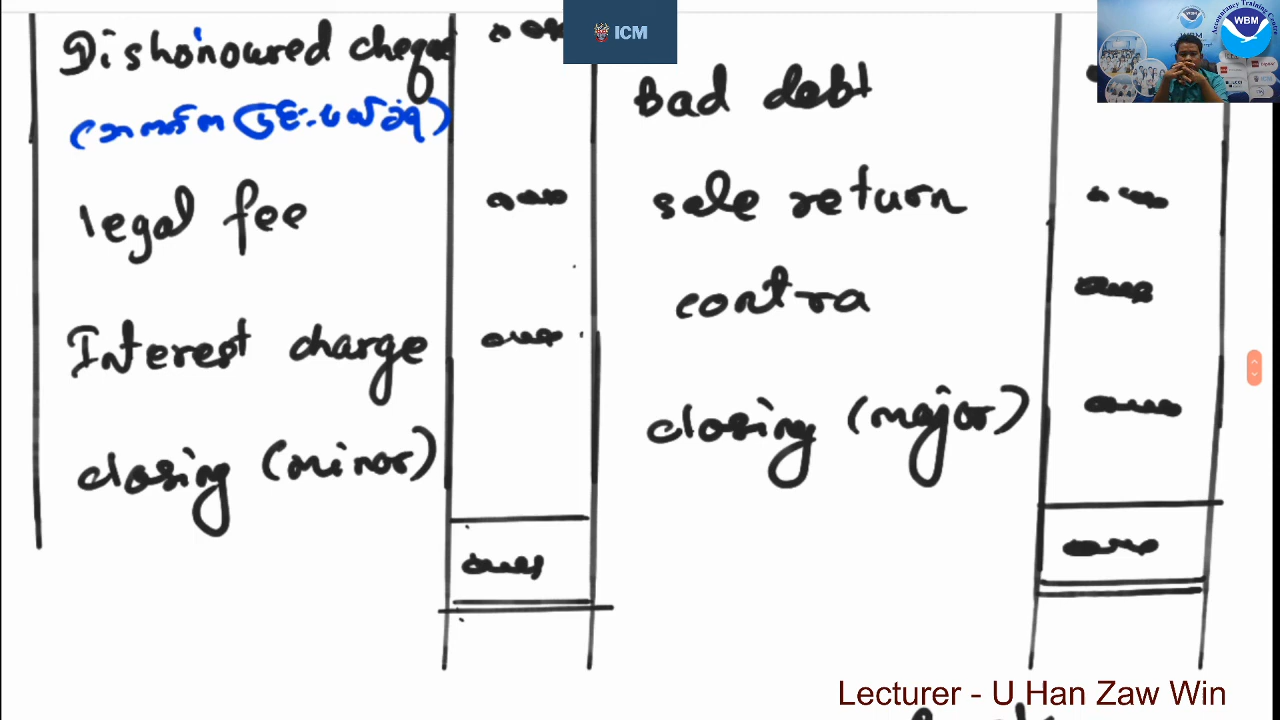 Dishonoured cheque
legal fee
Interest charge
closing (minor)
Bad debt
sale return
contra
closing (major)
ICM
WBM
Lecturer - U Han Zaw Win